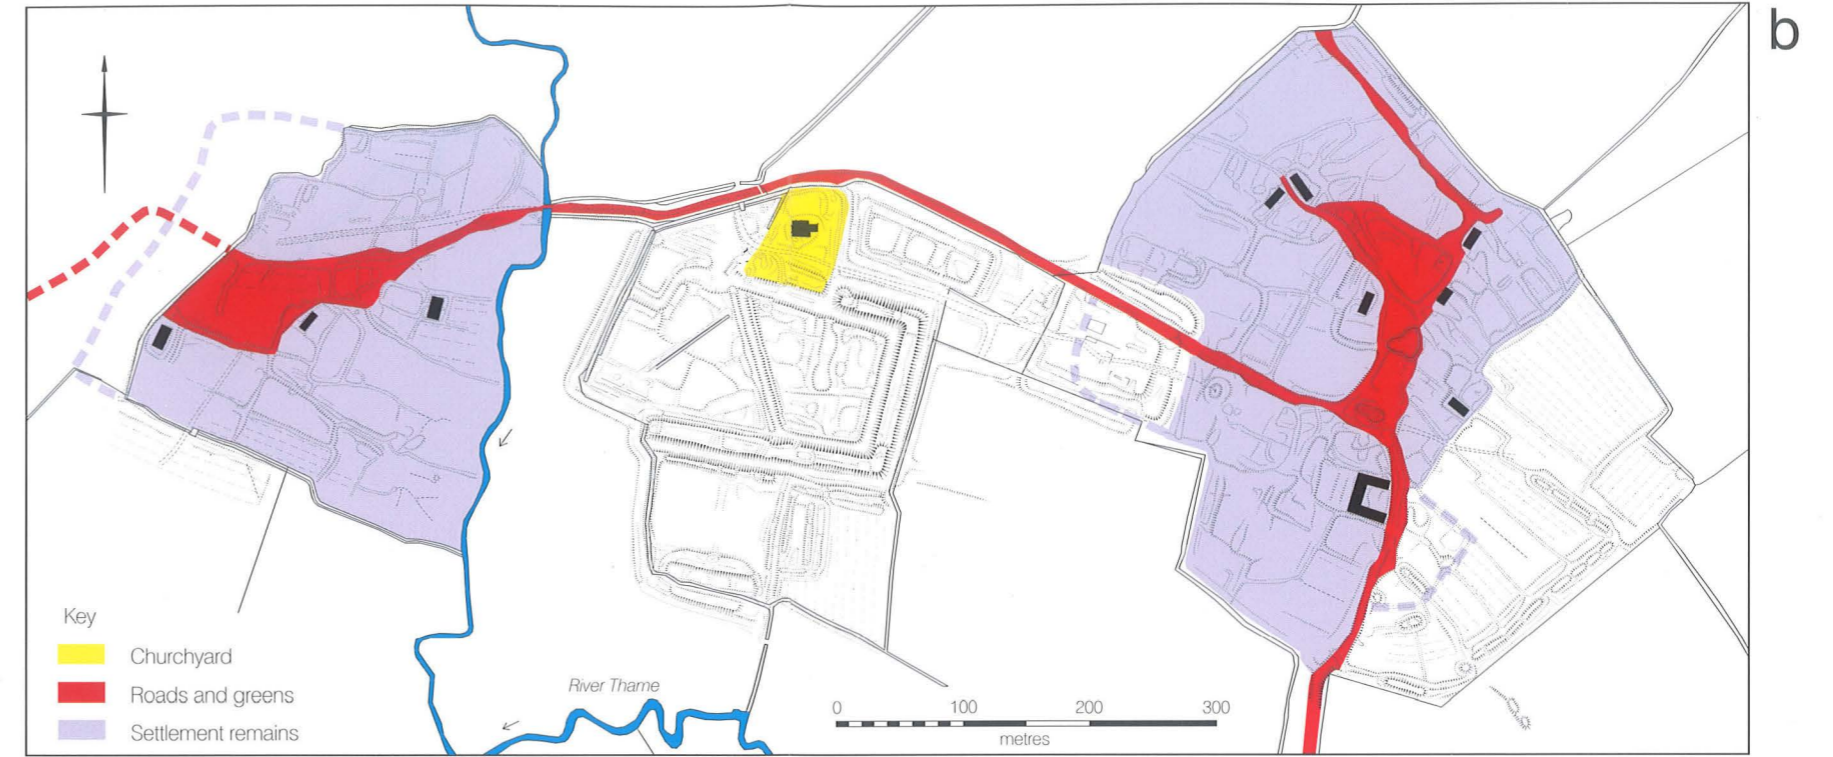 b
Key
Churchyard
Roads and greens
Settlement remains
River Thame
0 100 200 300
metres